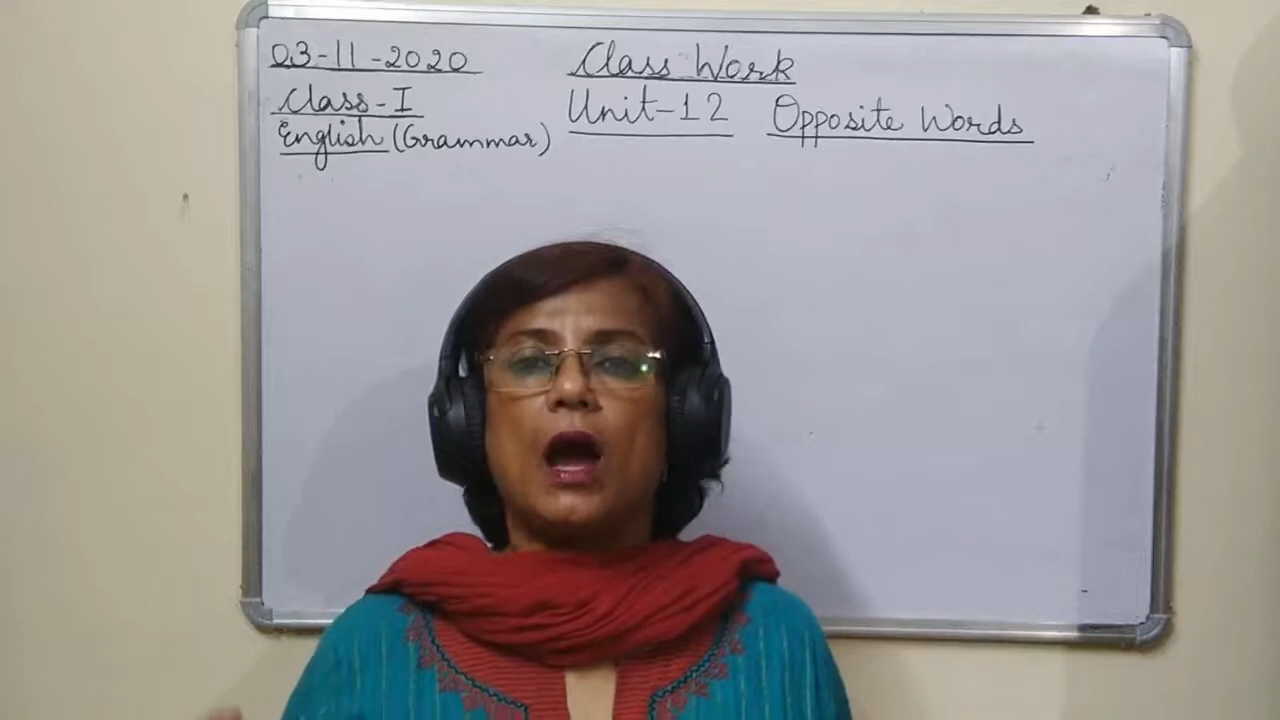 03-11-2020 Class Work
Class-I Unit-12 Opposite Words
English (Grammar)